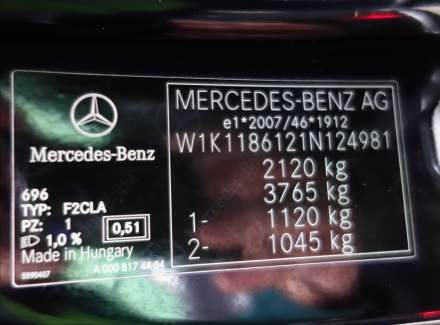 Mercedes-Benz
696
TYP: F2CLA
PZ: 1
1,0 % 0,51
Made in Hungary
A 000 817 44 04
5590407
MERCEDES-BENZ AG
e1*2007/46*1912
W1K1186121N124981
2120 kg
3765 kg
1- 1120 kg
2- 1045 kg